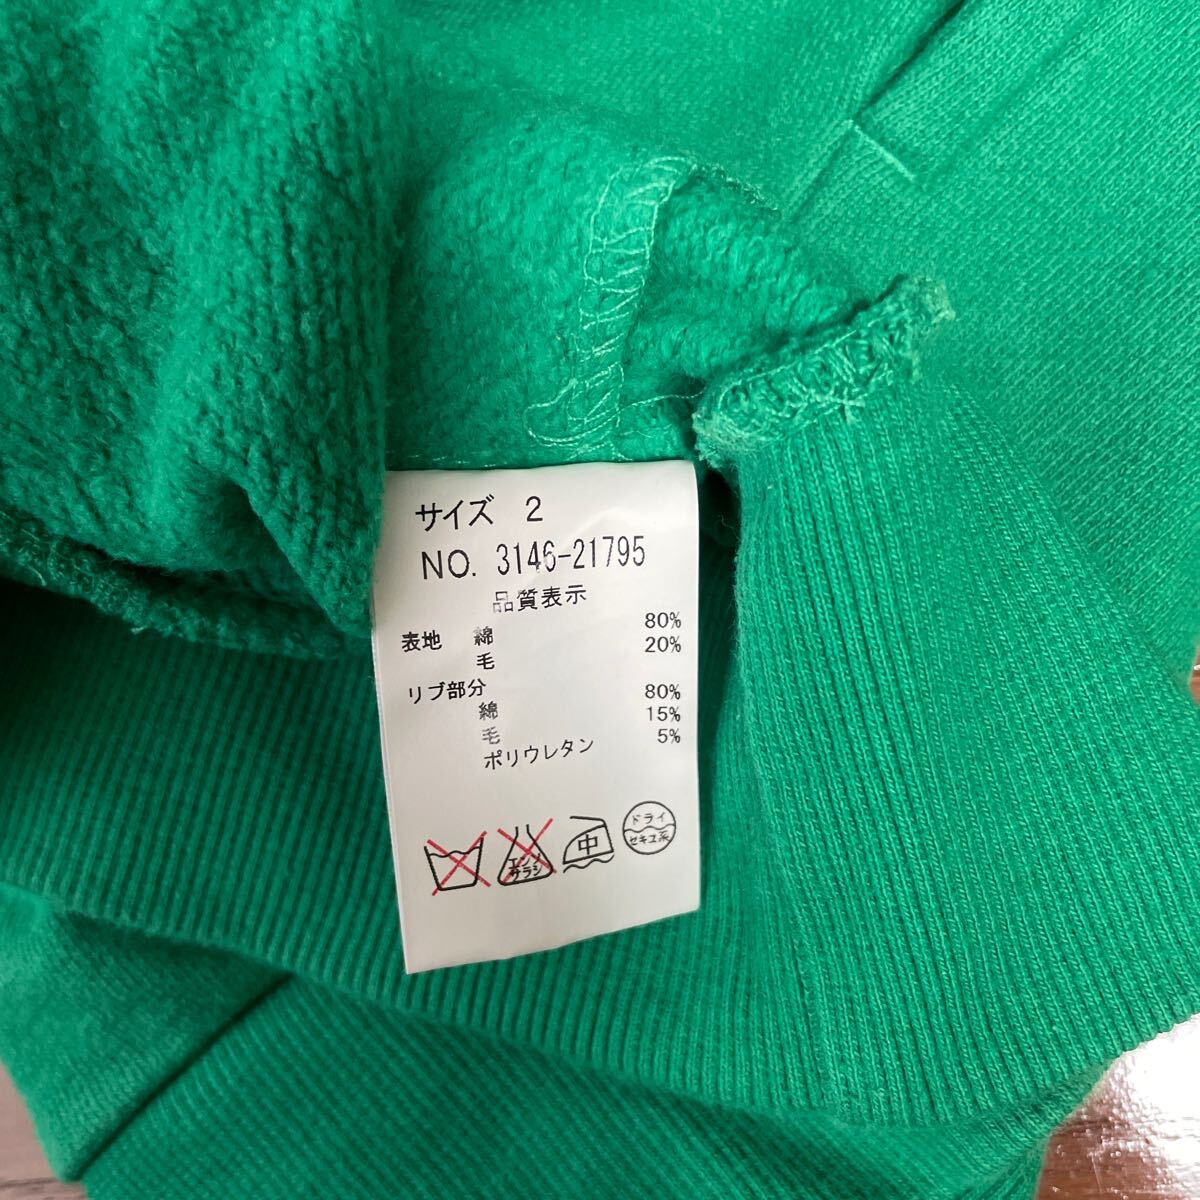 サイズ 2
NO. 3146-21795
品質表示
表地 綿 80%
毛 20%
リブ部分
綿 80%
毛 15%
ポリウレタン 5%
エンソ
サラシ
中
ドライ
セキユ系